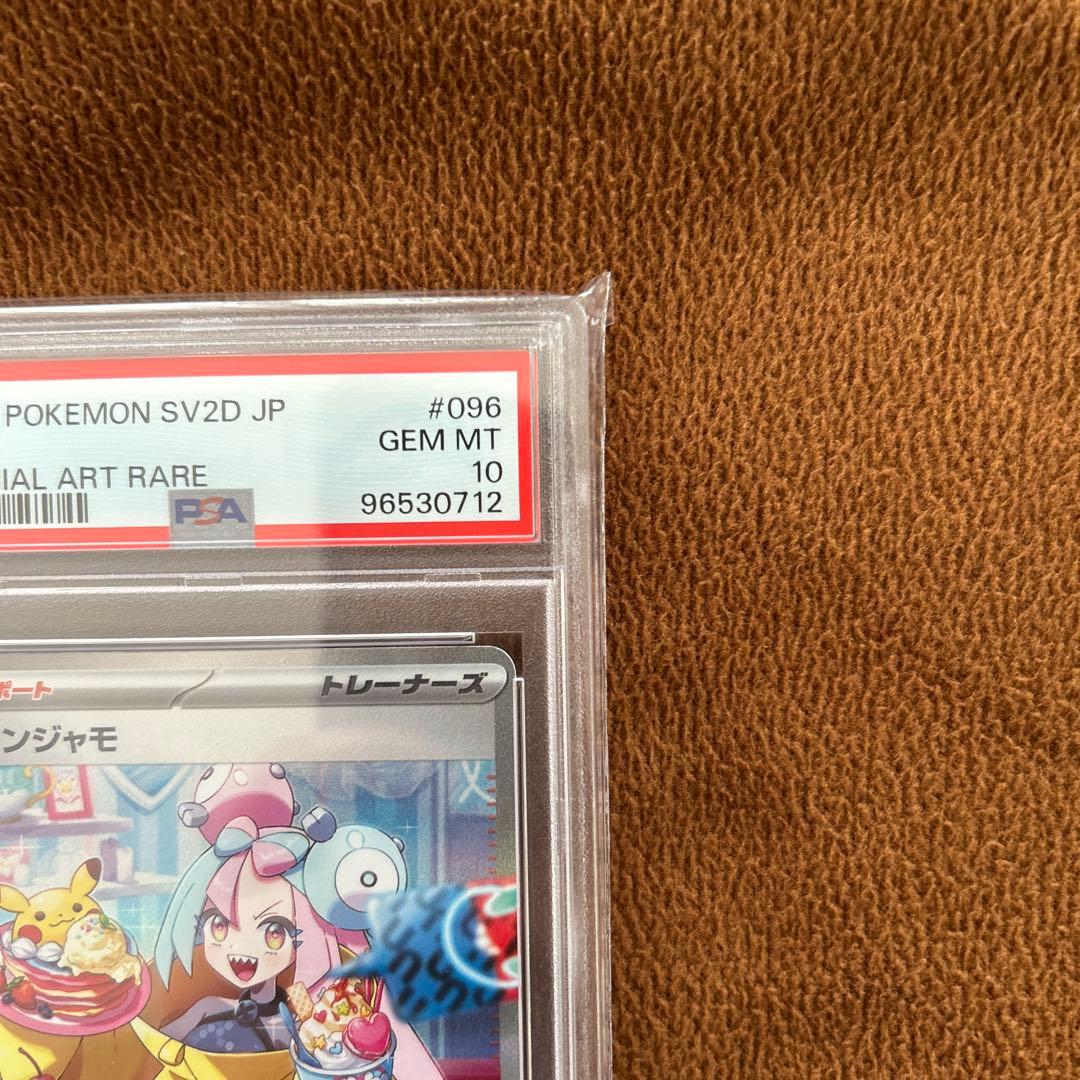 POKEMON SV2D JP #096
GEM MT
IAL ART RARE 10
PSA 96530712
ポート トレーナーズ
ンジャモ